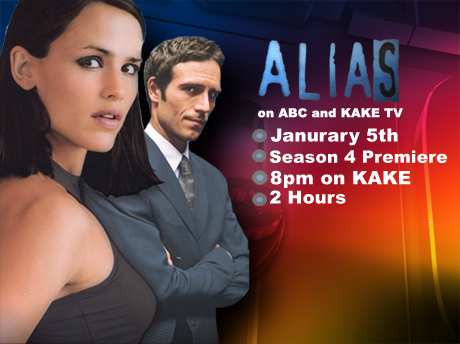 ALIAS
on ABC and KAKE TV
Janurary 5th
Season 4 Premiere
8pm on KAKE
2 Hours